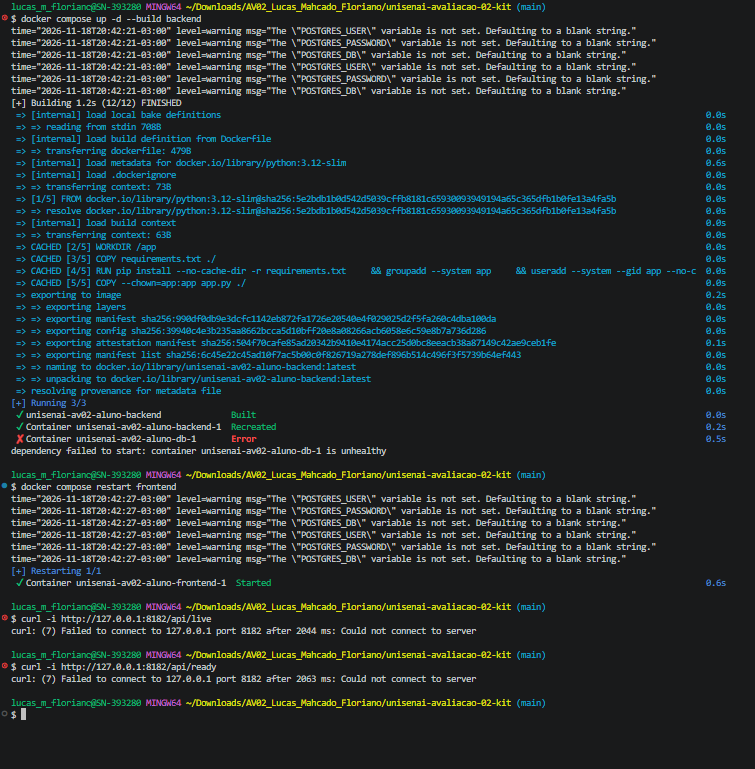 lucas_m_florianc@SN-393280 MINGW64 ~/Downloads/AV02_Lucas_Mahcado_Floriano/unisenai-avaliacao-02-kit (main)
$ docker compose up -d --build backend
time="2026-11-18T20:42:21-03:00" level=warning msg="The \"POSTGRES_USER\" variable is not set. Defaulting to a blank string."
time="2026-11-18T20:42:21-03:00" level=warning msg="The \"POSTGRES_PASSWORD\" variable is not set. Defaulting to a blank string."
time="2026-11-18T20:42:21-03:00" level=warning msg="The \"POSTGRES_DB\" variable is not set. Defaulting to a blank string."
time="2026-11-18T20:42:21-03:00" level=warning msg="The \"POSTGRES_USER\" variable is not set. Defaulting to a blank string."
time="2026-11-18T20:42:21-03:00" level=warning msg="The \"POSTGRES_PASSWORD\" variable is not set. Defaulting to a blank string."
time="2026-11-18T20:42:21-03:00" level=warning msg="The \"POSTGRES_DB\" variable is not set. Defaulting to a blank string."
[+] Building 1.2s (12/12) FINISHED
=> [internal] load local bake definitions 0.0s
=> => reading from stdin 708B 0.0s
=> [internal] load build definition from Dockerfile 0.0s
=> => transferring dockerfile: 479B 0.0s
=> [internal] load metadata for docker.io/library/python:3.12-slim 0.6s
=> [internal] load .dockerignore 0.0s
=> => transferring context: 73B 0.0s
=> [1/5] FROM docker.io/library/python:3.12-slim@sha256:5e2bdb1b0d542d5039cffb8181c65930093949194a65c365dfb1b0fe13a4fa5b 0.0s
=> => resolve docker.io/library/python:3.12-slim@sha256:5e2bdb1b0d542d5039cffb8181c65930093949194a65c365dfb1b0fe13a4fa5b 0.0s
=> [internal] load build context 0.0s
=> => transferring context: 63B 0.0s
=> CACHED [2/5] WORKDIR /app 0.0s
=> CACHED [3/5] COPY requirements.txt ./ 0.0s
=> CACHED [4/5] RUN pip install --no-cache-dir -r requirements.txt && groupadd --system app && useradd --system --gid app --no-c 0.0s
=> CACHED [5/5] COPY --chown=app:app app.py ./ 0.0s
=> exporting to image 0.2s
=> => exporting layers 0.0s
=> => exporting manifest sha256:990df0db9e3dcfc1142eb872fa1726e20540e4f029025d2f5fa260c4dba100da 0.0s
=> => exporting config sha256:39940c4e3b235aa8662bcca5d10bff20e8a08266acb6058e6c59e8b7a736d286 0.0s
=> => exporting attestation manifest sha256:504f70cafe85ad20342b9410e4174acc25d0bc8eeacb38a87149c42ae9ceb1fe 0.1s
=> => exporting manifest list sha256:6c45e22c45ad10f7ac5b00c0f826719a278def896b514c496f3f5739b64ef443 0.0s
=> => naming to docker.io/library/unisenai-av02-aluno-backend:latest 0.0s
=> => unpacking to docker.io/library/unisenai-av02-aluno-backend:latest 0.0s
=> resolving provenance for metadata file 0.0s
[+] Running 3/3
✓ unisenai-av02-aluno-backend Built 0.0s
✓ Container unisenai-av02-aluno-backend-1 Recreated 0.2s
✘ Container unisenai-av02-aluno-db-1 Error 0.5s
dependency failed to start: container unisenai-av02-aluno-db-1 is unhealthy
lucas_m_florianc@SN-393280 MINGW64 ~/Downloads/AV02_Lucas_Mahcado_Floriano/unisenai-avaliacao-02-kit (main)
$ docker compose restart frontend
time="2026-11-18T20:42:27-03:00" level=warning msg="The \"POSTGRES_USER\" variable is not set. Defaulting to a blank string."
time="2026-11-18T20:42:27-03:00" level=warning msg="The \"POSTGRES_PASSWORD\" variable is not set. Defaulting to a blank string."
time="2026-11-18T20:42:27-03:00" level=warning msg="The \"POSTGRES_DB\" variable is not set. Defaulting to a blank string."
time="2026-11-18T20:42:27-03:00" level=warning msg="The \"POSTGRES_USER\" variable is not set. Defaulting to a blank string."
time="2026-11-18T20:42:27-03:00" level=warning msg="The \"POSTGRES_PASSWORD\" variable is not set. Defaulting to a blank string."
time="2026-11-18T20:42:27-03:00" level=warning msg="The \"POSTGRES_DB\" variable is not set. Defaulting to a blank string."
[+] Restarting 1/1
✓ Container unisenai-av02-aluno-frontend-1 Started 0.6s
lucas_m_florianc@SN-393280 MINGW64 ~/Downloads/AV02_Lucas_Mahcado_Floriano/unisenai-avaliacao-02-kit (main)
$ curl -i http://127.0.0.1:8182/api/live
curl: (7) Failed to connect to 127.0.0.1 port 8182 after 2044 ms: Could not connect to server
lucas_m_florianc@SN-393280 MINGW64 ~/Downloads/AV02_Lucas_Mahcado_Floriano/unisenai-avaliacao-02-kit (main)
$ curl -i http://127.0.0.1:8182/api/ready
curl: (7) Failed to connect to 127.0.0.1 port 8182 after 2063 ms: Could not connect to server
lucas_m_florianc@SN-393280 MINGW64 ~/Downloads/AV02_Lucas_Mahcado_Floriano/unisenai-avaliacao-02-kit (main)
$